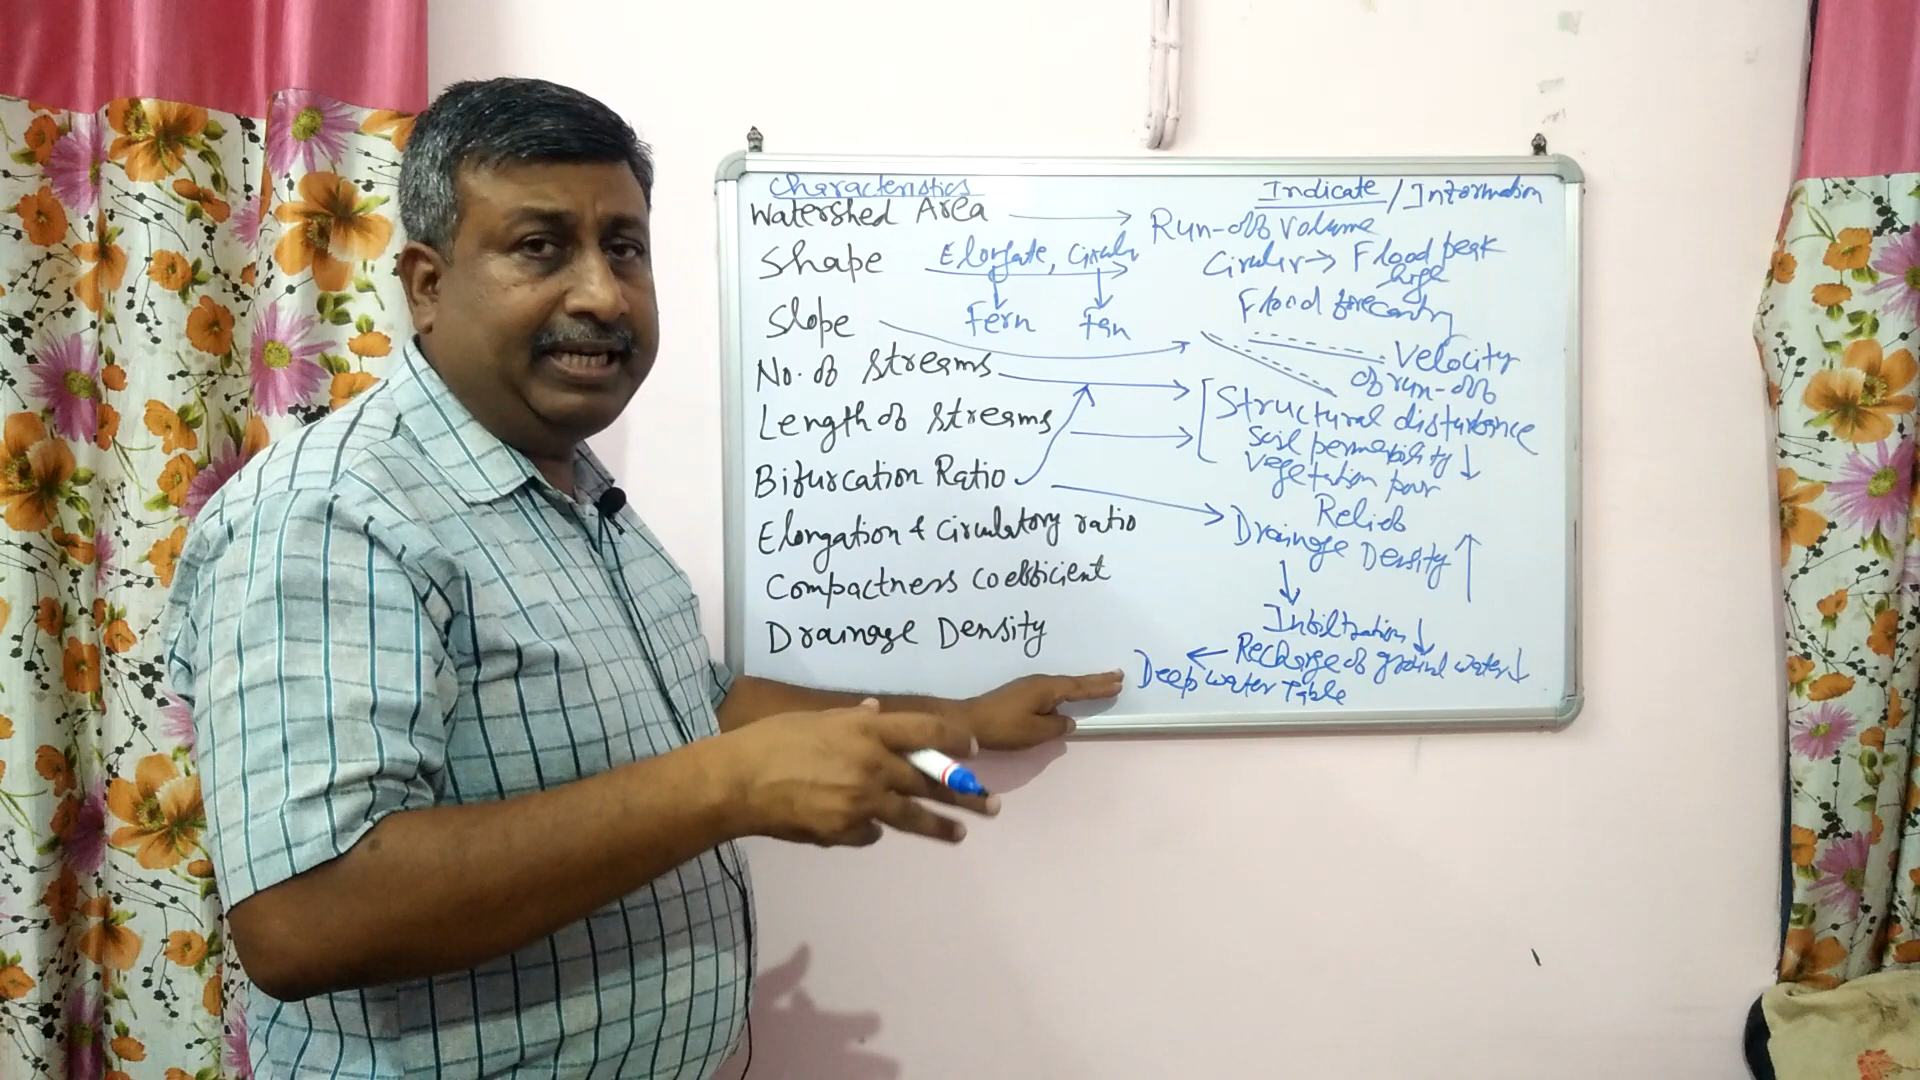 Characteristics
Indicate / Information
Watershed Area
Run-off volume
Shape
Elongate, Circular
Circular → Flood peak
large
Fern
Fan
Flood forecasting
Slope
Velocity
of run-off
No. of Streams
Structural disturbance
Length of Streams
Soil permeability ↓
Vegetation poor
Bifurcation Ratio
Relief
Elongation & Circulatory ratio
Drainage Density ↑
Compactness Coefficient
Infiltration ↓
Drainage Density
Recharge of ground water ↓
Deep water Table